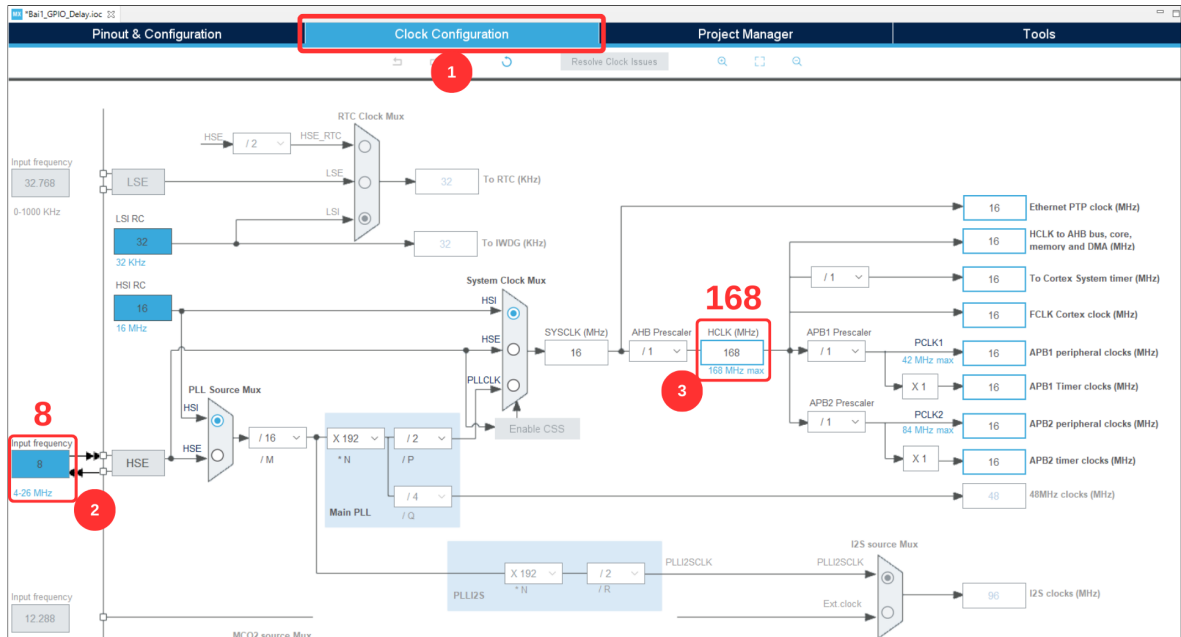 MX *Bai1_GPIO_Delay.ioc
Pinout & Configuration
Clock Configuration
Project Manager
Tools
1
Resolve Clock Issues
RTC Clock Mux
HSE
/ 2
HSE_RTC
Input frequency
32.768
0-1000 KHz
LSE
LSE
32
To RTC (KHz)
LSI RC
LSI
32
32 KHz
32
To IWDG (KHz)
HSI RC
16
16 MHz
System Clock Mux
HSI
HSE
PLLCLK
SYSCLK (MHz)
16
AHB Prescaler
/ 1
168
HCLK (MHz)
168
168 MHz max
3
Enable CSS
16
Ethernet PTP clock (MHz)
16
HCLK to AHB bus, core,
memory and DMA (MHz)
/ 1
16
To Cortex System timer (MHz)
16
FCLK Cortex clock (MHz)
APB1 Prescaler
/ 1
PCLK1
42 MHz max
16
APB1 peripheral clocks (MHz)
X 1
16
APB1 Timer clocks (MHz)
APB2 Prescaler
/ 1
PCLK2
84 MHz max
16
APB2 peripheral clocks (MHz)
X 1
16
APB2 timer clocks (MHz)
48
48MHz clocks (MHz)
PLL Source Mux
HSI
HSE
8
Input frequency
8
4-26 MHz
2
HSE
/ 16
/ M
X 192
* N
/ 2
/ P
/ 4
/ Q
Main PLL
X 192
* N
/ 2
/ R
PLLI2S
PLLI2SCLK
I2S source Mux
PLLI2SCLK
Ext.clock
96
I2S clocks (MHz)
Input frequency
12.288
MCO2 source Mux